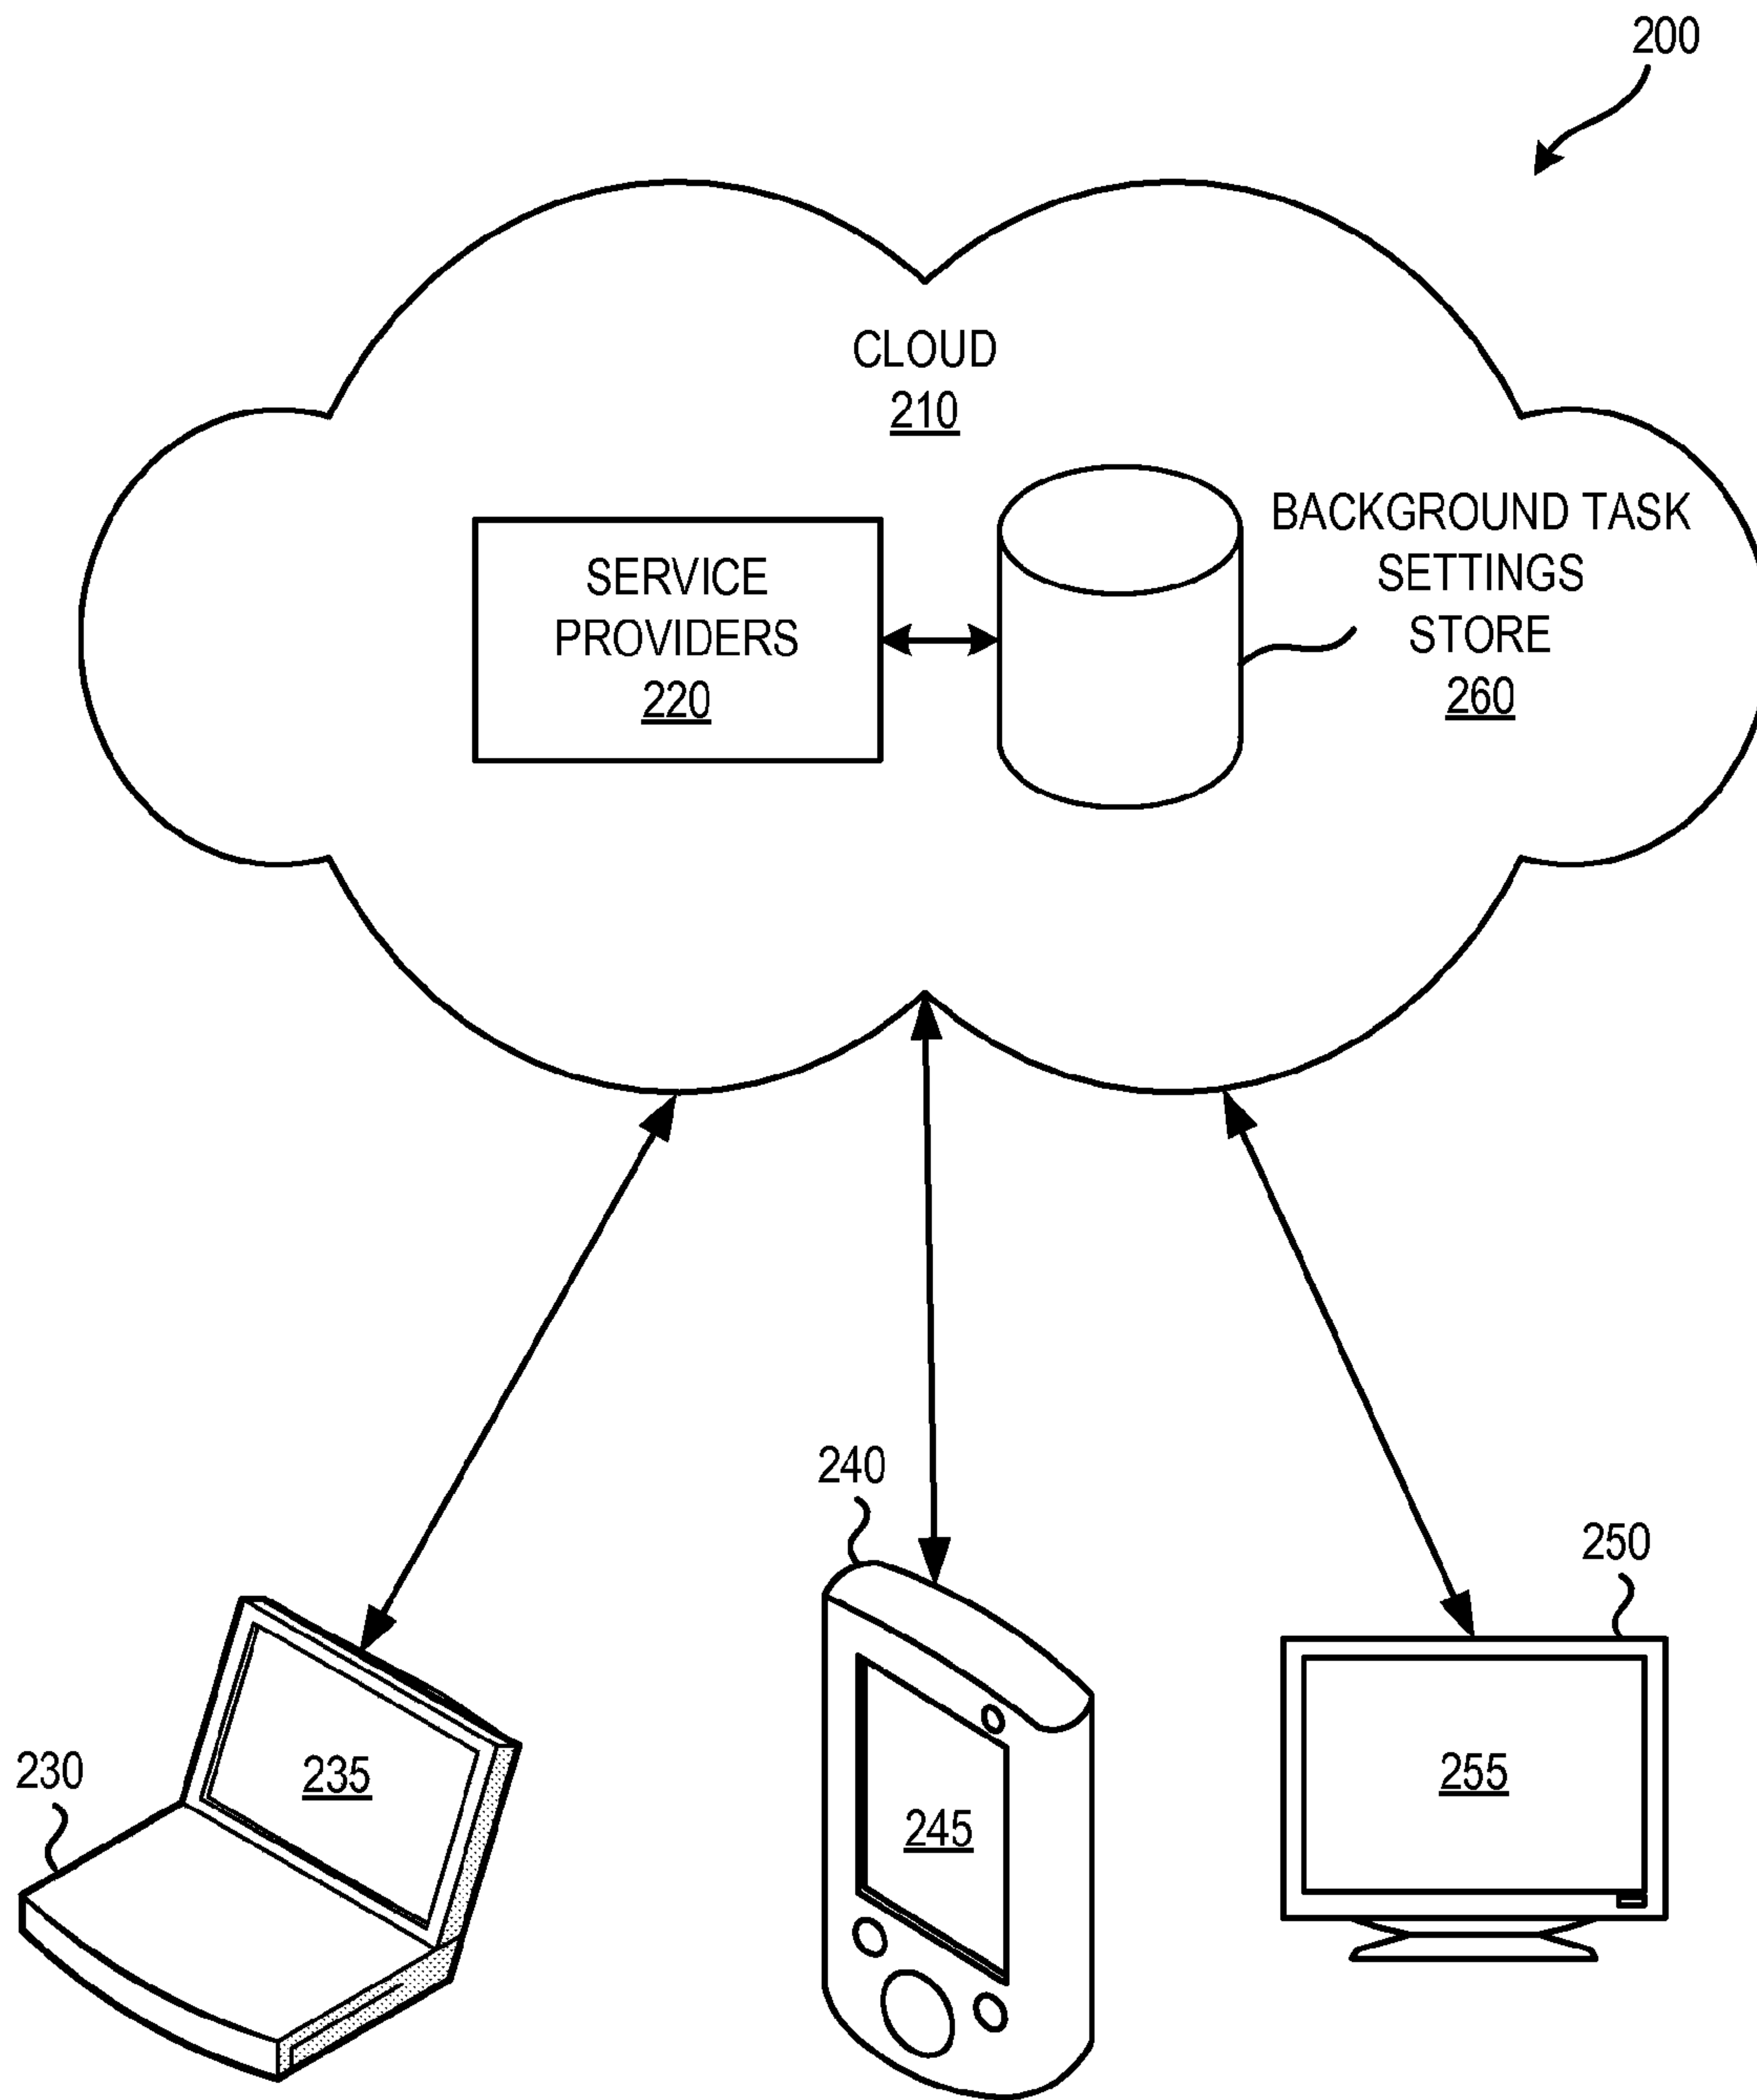 200
CLOUD
210
SERVICE
PROVIDERS
220
BACKGROUND TASK
SETTINGS
STORE
260
240
250
230
235
245
255